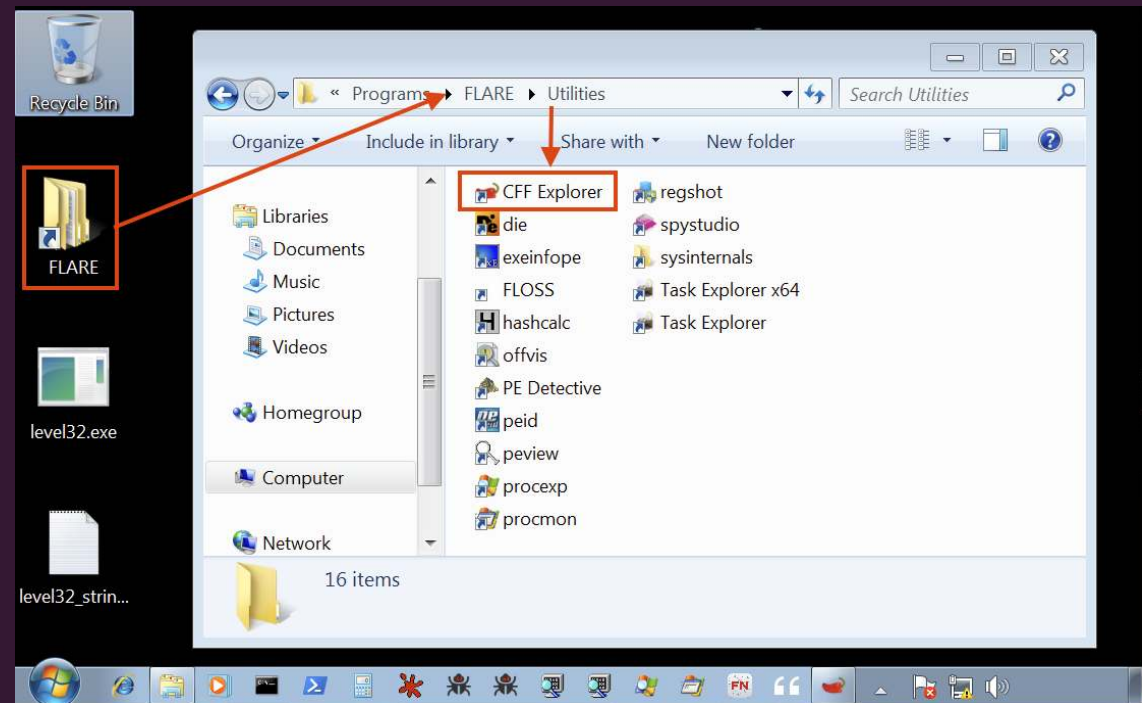 Recycle Bin
FLARE
level32.exe
level32_strin...
« Programs FLARE Utilities
Search Utilities
Organize Include in library Share with New folder
Libraries
Documents
Music
Pictures
Videos
Homegroup
Computer
Network
CFF Explorer
die
exeinfope
FLOSS
hashcalc
offvis
PE Detective
peid
peview
procexp
procmon
regshot
spystudio
sysinternals
Task Explorer x64
Task Explorer
16 items
FN